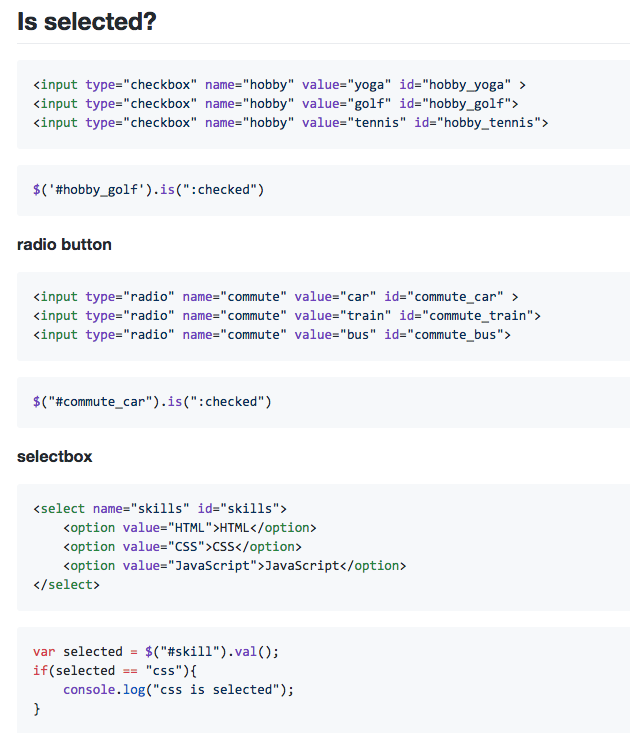 Is selected?
<input type="checkbox" name="hobby" value="yoga" id="hobby_yoga" >
<input type="checkbox" name="hobby" value="golf" id="hobby_golf">
<input type="checkbox" name="hobby" value="tennis" id="hobby_tennis">
$('#hobby_golf').is(":checked")
radio button
<input type="radio" name="commute" value="car" id="commute_car" >
<input type="radio" name="commute" value="train" id="commute_train">
<input type="radio" name="commute" value="bus" id="commute_bus">
$("#commute_car").is(":checked")
selectbox
<select name="skills" id="skills">
    <option value="HTML">HTML</option>
    <option value="CSS">CSS</option>
    <option value="JavaScript">JavaScript</option>
</select>
var selected = $("#skill").val();
if(selected == "css"){
    console.log("css is selected");
}